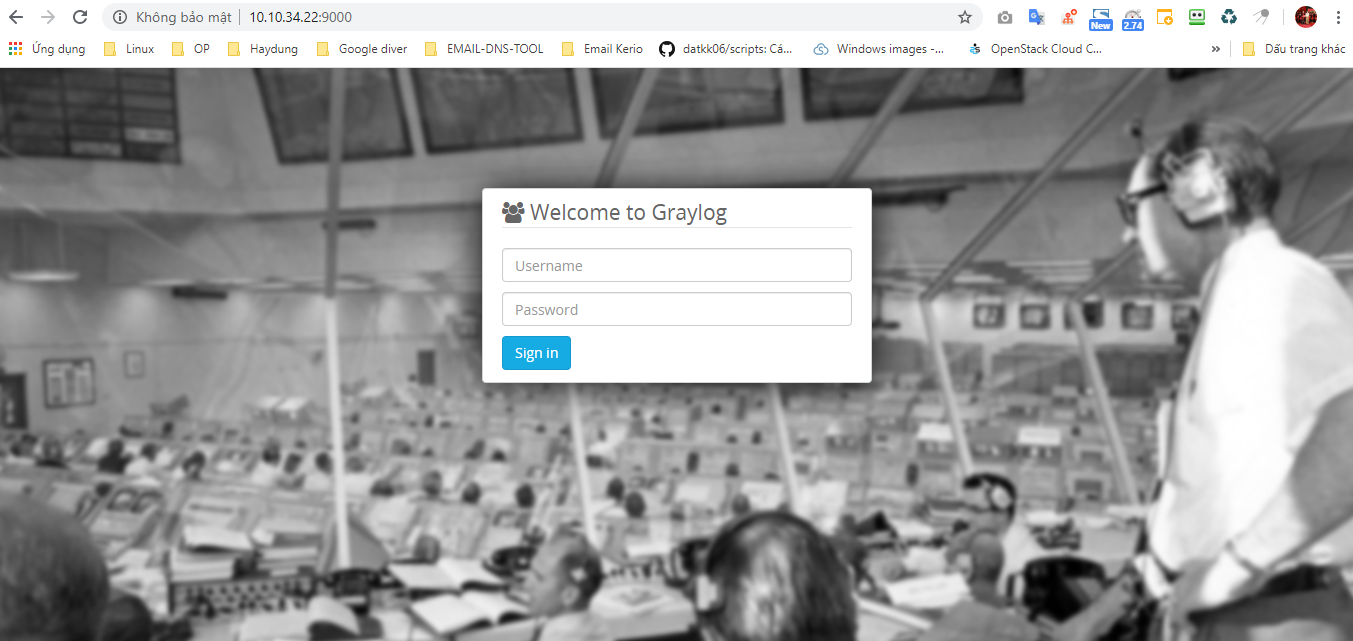 Không bảo mật 10.10.34.22:9000
New 2.74
Ứng dụng Linux OP Haydung Google diver EMAIL-DNS-TOOL Email Kerio datkk06/scripts: Cá... Windows images -... OpenStack Cloud C... » Dấu trang khác
Welcome to Graylog
Username
Password
Sign in